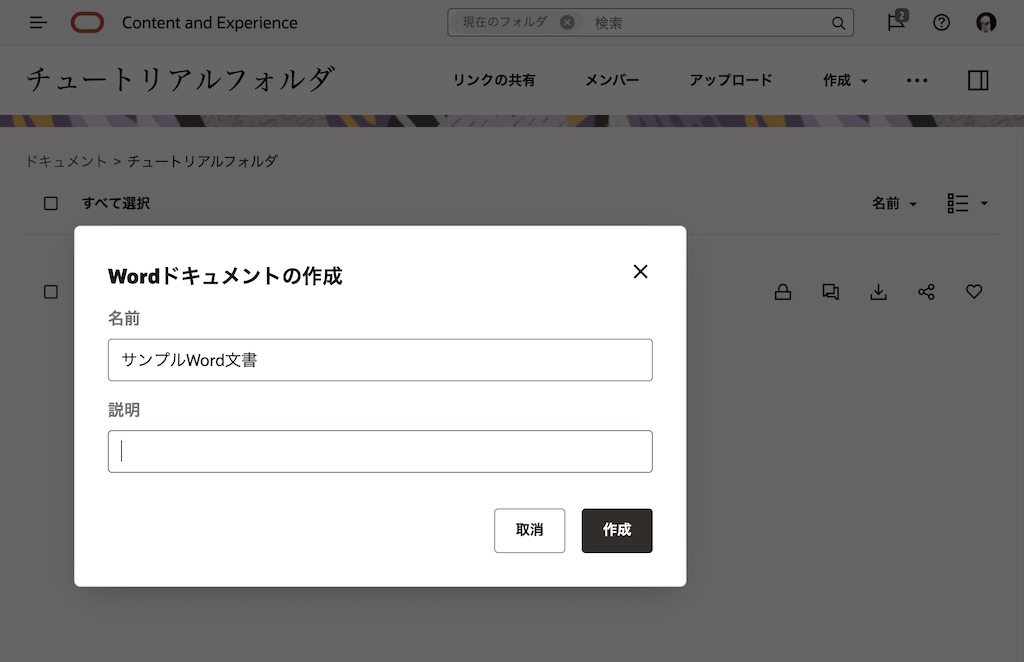 Content and Experience
現在のフォルダ 検索
2
チュートリアルフォルダ
リンクの共有 メンバー アップロード 作成
ドキュメント > チュートリアルフォルダ
すべて選択 名前
Wordドキュメントの作成
名前
サンプルWord文書
説明
取消 作成